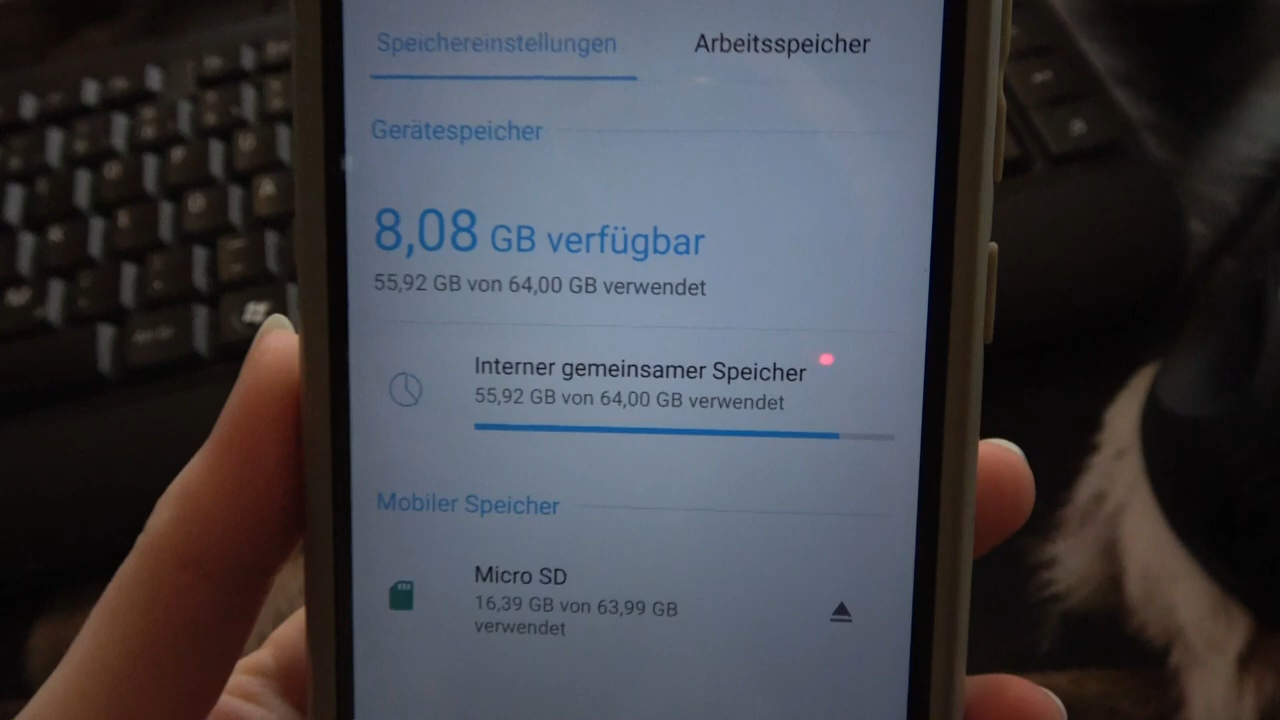 Speichereinstellungen Arbeitsspeicher
Gerätespeicher
8,08 GB verfügbar
55,92 GB von 64,00 GB verwendet
Interner gemeinsamer Speicher
55,92 GB von 64,00 GB verwendet
Mobiler Speicher
Micro SD
16,39 GB von 63,99 GB
verwendet